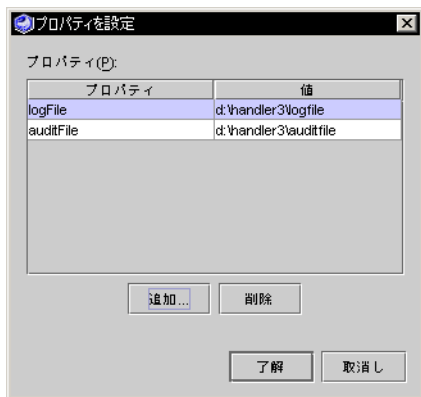 プロパティを設定
プロパティ(P):
プロパティ 値
logFile d:\handler3\logfile
auditFile d:\handler3\auditfile
追加... 削除
了解 取消し